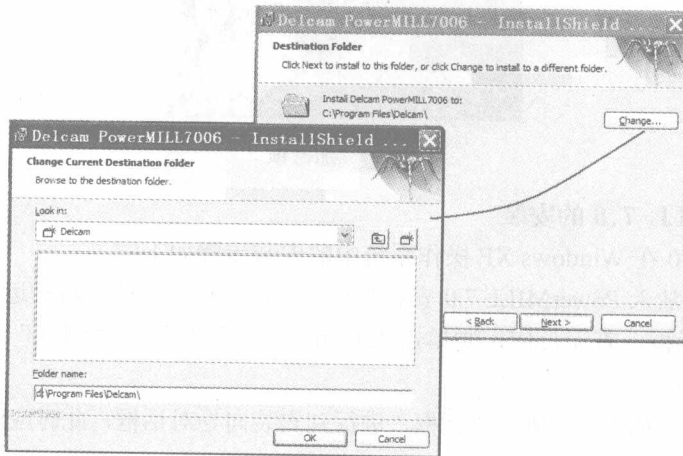 Delcam PowerMILL7006 - InstallShield ...
Destination Folder
Click Next to install to this folder, or click Change to install to a different folder.
Install Delcam PowerMILL7006 to:
C:\Program Files\Delcam\
Change...
< Back
Next >
Cancel
Delcam PowerMILL7006 - InstallShield ...
Change Current Destination Folder
Browse to the destination folder.
Look in:
Delcam
Folder name:
d:\Program Files\Delcam\
InstallShield
OK
Cancel